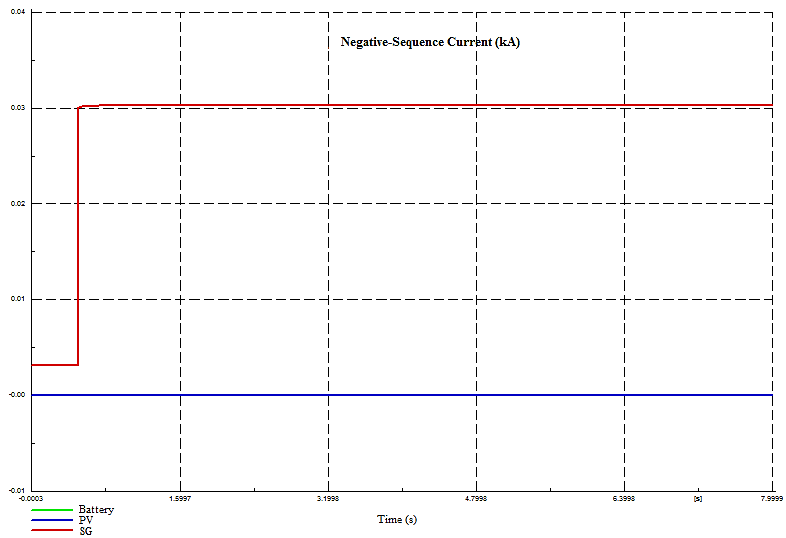 0.04
Negative-Sequence Current (kA)
0.03
0.02
0.01
-0.00
-0.01
-0.0003 1.5997 3.1998 4.7998 6.3998 [s] 7.9999
Battery
PV
SG
Time (s)